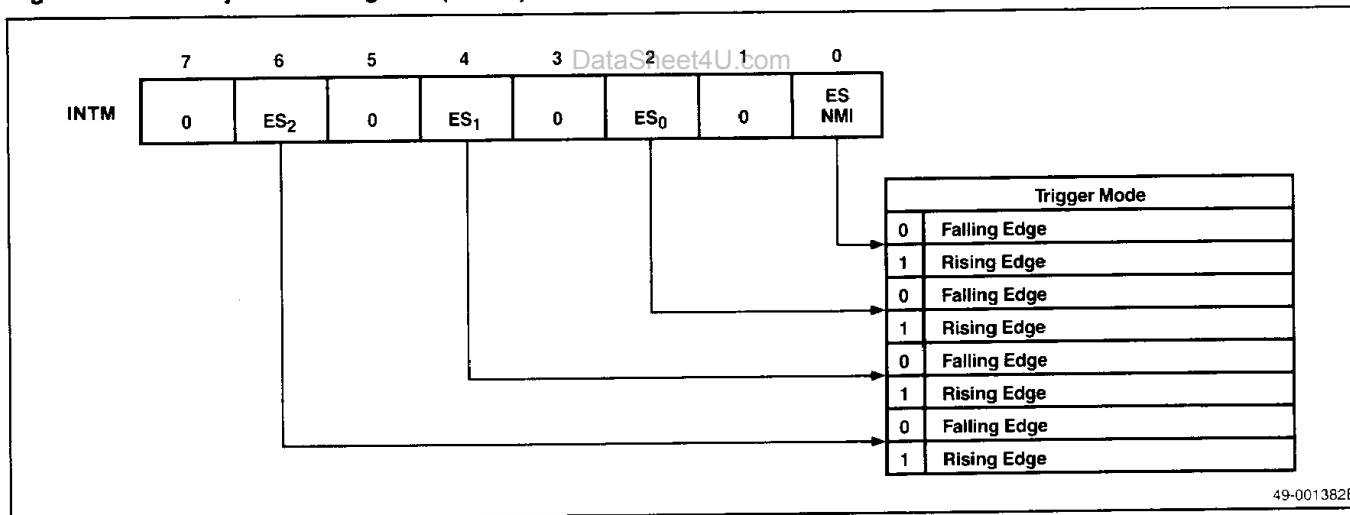 7 6 5 4 3 2 1 0
DataSheet4U.com
INTM 0 ES2 0 ES1 0 ES0 0 ES NMI
Trigger Mode
0 Falling Edge
1 Rising Edge
0 Falling Edge
1 Rising Edge
0 Falling Edge
1 Rising Edge
0 Falling Edge
1 Rising Edge